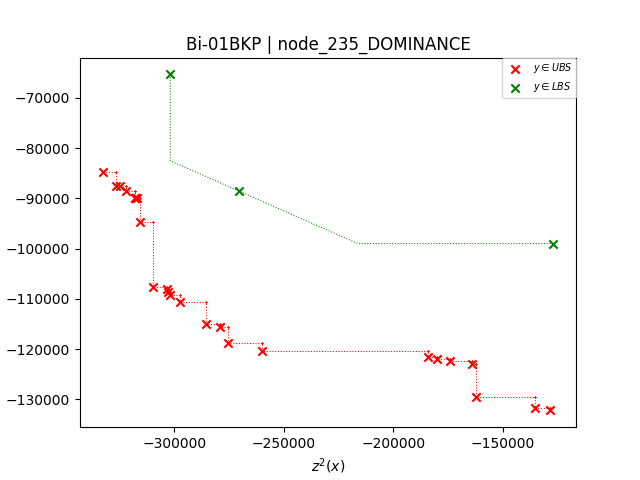 Bi-01BKP | node_235_DOMINANCE
y ∈ UBS
y ∈ LBS
−70000
−80000
−90000
−100000
−110000
−120000
−130000
−300000 −250000 −200000 −150000
z²(x)